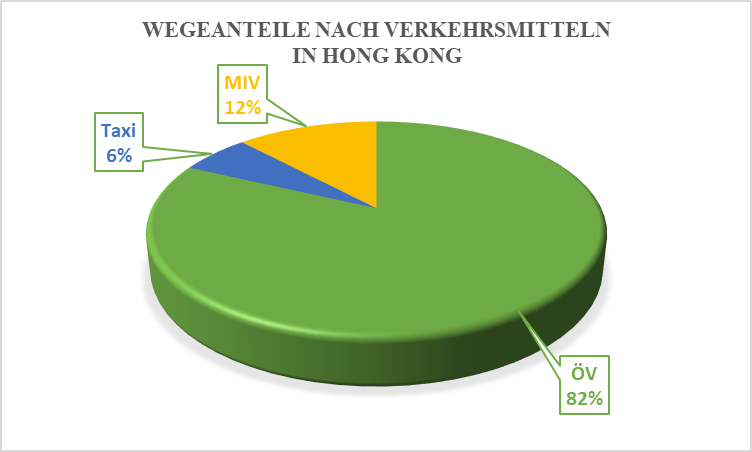 WEGEANTEILE NACH VERKEHRSMITTELN
IN HONG KONG
MIV
12%
Taxi
6%
ÖV
82%